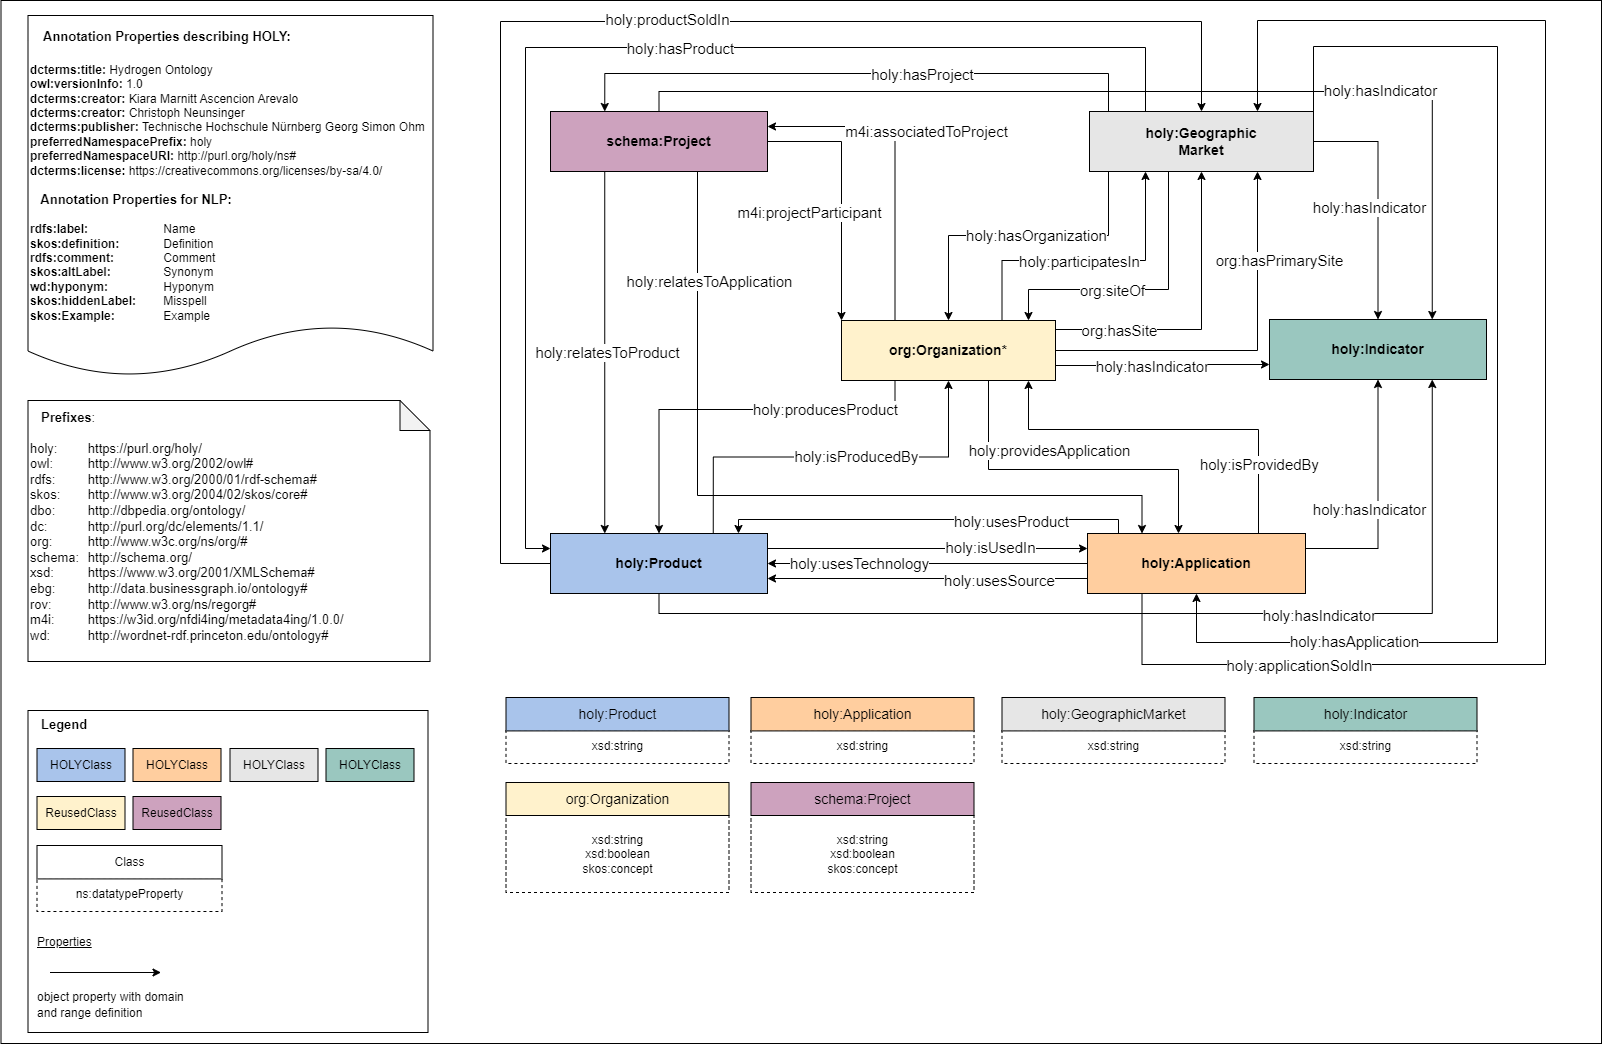 Annotation Properties describing HOLY:
dcterms:title: Hydrogen Ontology
owl:versionInfo: 1.0
dcterms:creator: Kiara Marnitt Ascencion Arevalo
dcterms:creator: Christoph Neunsinger
dcterms:publisher: Technische Hochschule Nürnberg Georg Simon Ohm
preferredNamespacePrefix: holy
preferredNamespaceURI: http://purl.org/holy/ns#
dcterms:license: https://creativecommons.org/licenses/by-sa/4.0/
Annotation Properties for NLP:
rdfs:label: Name
skos:definition: Definition
rdfs:comment: Comment
skos:altLabel: Synonym
wd:hyponym: Hyponym
skos:hiddenLabel: Misspell
skos:Example: Example
Prefixes:
holy: https://purl.org/holy/
owl: http://www.w3.org/2002/owl#
rdfs: http://www.w3.org/2000/01/rdf-schema#
skos: http://www.w3.org/2004/02/skos/core#
dbo: http://dbpedia.org/ontology/
dc: http://purl.org/dc/elements/1.1/
org: http://www.w3c.org/ns/org/#
schema: http://schema.org/
xsd: https://www.w3.org/2001/XMLSchema#
ebg: http://data.businessgraph.io/ontology#
rov: http://www.w3.org/ns/regorg#
m4i: https://w3id.org/nfdi4ing/metadata4ing/1.0.0/
wd: http://wordnet-rdf.princeton.edu/ontology#
Legend
HOLYClass HOLYClass HOLYClass HOLYClass
ReusedClass ReusedClass
Class
ns:datatypeProperty
Properties
object property with domain
and range definition
holy:productSoldIn
holy:hasProduct
holy:hasProject
holy:hasIndicator
schema:Project
m4i:associatedToProject
holy:Geographic
Market
m4i:projectParticipant
holy:hasIndicator
holy:hasOrganization
holy:participatesIn
org:hasPrimarySite
holy:relatesToApplication
org:siteOf
org:hasSite
holy:relatesToProduct
org:Organization*
holy:Indicator
holy:hasIndicator
holy:producesProduct
holy:isProducedBy
holy:providesApplication
holy:isProvidedBy
holy:hasIndicator
holy:usesProduct
holy:isUsedIn
holy:Product
holy:usesTechnology
holy:Application
holy:usesSource
holy:hasIndicator
holy:hasApplication
holy:applicationSoldIn
holy:Product
xsd:string
holy:Application
xsd:string
holy:GeographicMarket
xsd:string
holy:Indicator
xsd:string
org:Organization
xsd:string
xsd:boolean
skos:concept
schema:Project
xsd:string
xsd:boolean
skos:concept